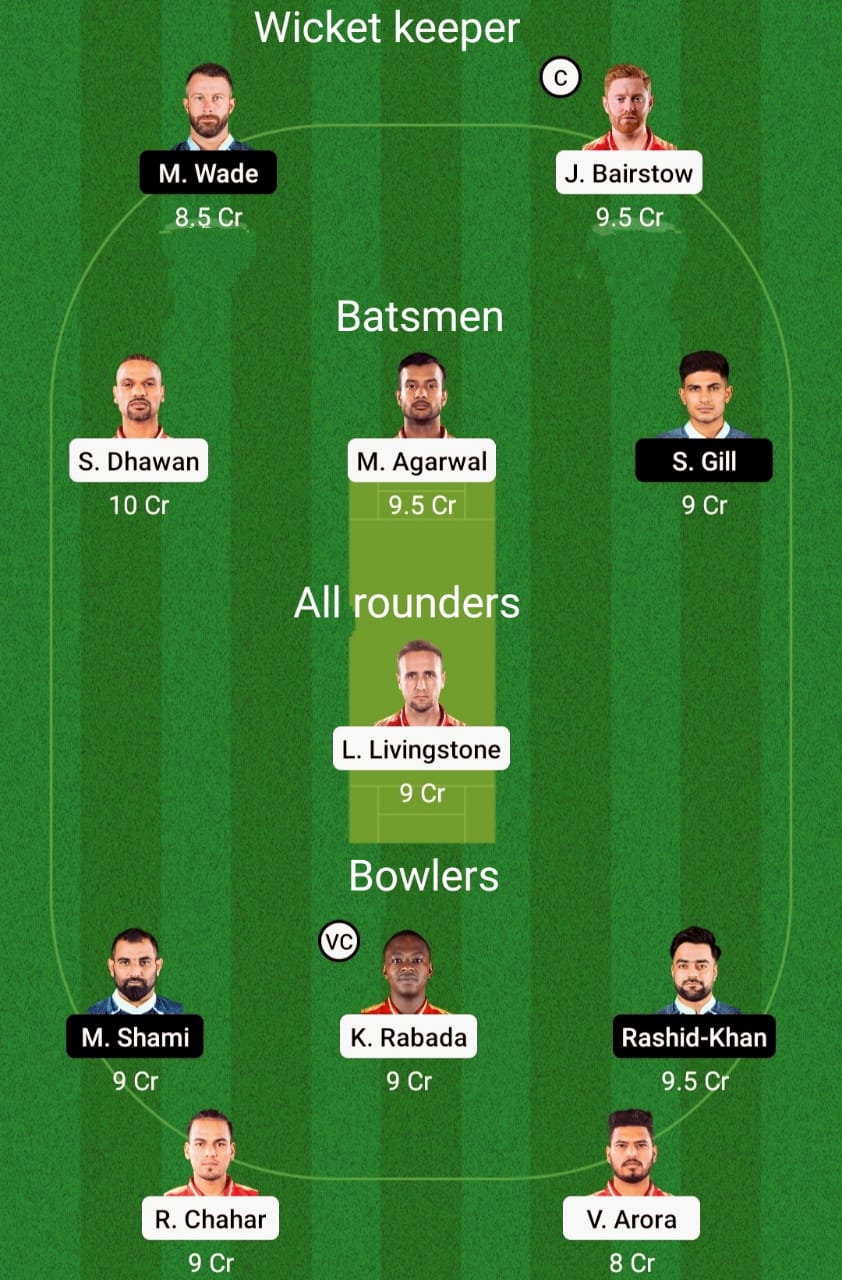 Wicket keeper
C
M. Wade
J. Bairstow
8.5 Cr
9.5 Cr
Batsmen
S. Dhawan
M. Agarwal
S. Gill
10 Cr
9.5 Cr
9 Cr
All rounders
L. Livingstone
9 Cr
Bowlers
VC
M. Shami
K. Rabada
Rashid-Khan
9 Cr
9 Cr
9.5 Cr
R. Chahar
V. Arora
9 Cr
8 Cr